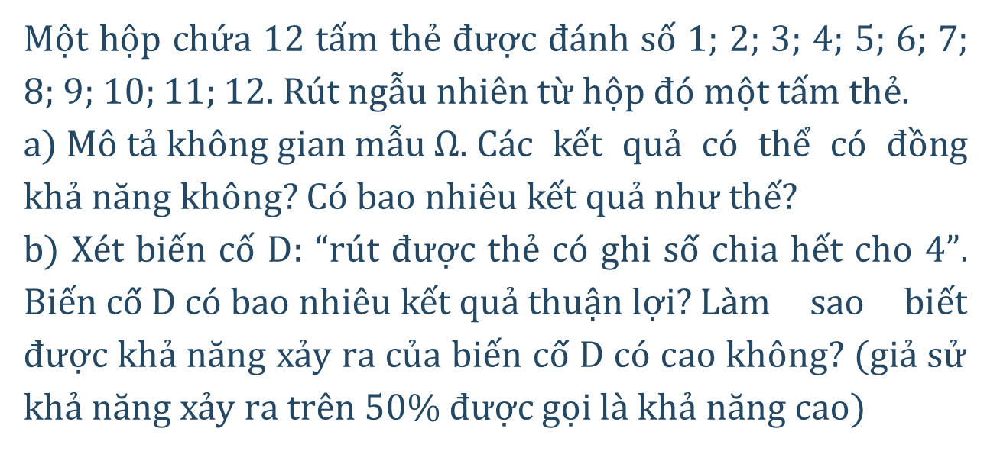 Một hộp chứa 12 tấm thẻ được đánh số 1; 2; 3; 4; 5; 6; 7;
8; 9; 10; 11; 12. Rút ngẫu nhiên từ hộp đó một tấm thẻ.
a) Mô tả không gian mẫu Ω. Các kết quả có thể có đồng
khả năng không? Có bao nhiêu kết quả như thế?
b) Xét biến cố D: “rút được thẻ có ghi số chia hết cho 4”.
Biến cố D có bao nhiêu kết quả thuận lợi? Làm sao biết
được khả năng xảy ra của biến cố D có cao không? (giả sử
khả năng xảy ra trên 50% được gọi là khả năng cao)